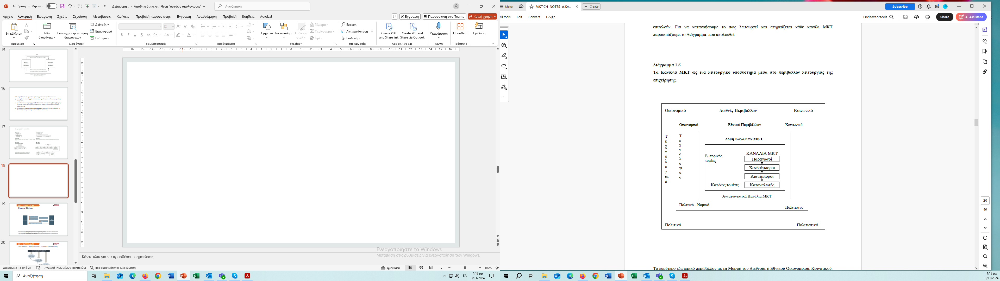 Αυτόματη αποθήκευση
Δ.Διανομή... • Αποθηκεύτηκε στη θέση "αυτός ο υπολογιστής"
Αναζήτηση
Αρχείο Κεντρική Εισαγωγή Σχέδιο Σχεδίαση Μεταβάσεις Κινήσεις Προβολή παρουσίασης Εγγραφή Αναθεώρηση Προβολή Βοήθεια Acrobat
Εγγραφή Παρουσίαση στο Teams Κοινή χρήση
Επικόλληση
Νέα διαφάνεια
Επαναχρησιμοποίηση διαφανειών
Διάταξη
Επαναφορά
Ενότητα
32
Σχήματα Τακτοποίηση Γρήγορα στυλ
Γέμισμα
Περίγραμμα
Εφέ
Εύρεση
Αντικατάσταση
Επιλογή
Create PDF and Share link
Create PDF and Share via Outlook
Υπαγόρευση
Πρόσθετα
Σχεδίαση
Πρόχειρο Διαφάνειες Γραμματοσειρά Παράγραφος Σχεδίαση Επεξεργασία Adobe Acrobat Φωνή Πρόσθετα
15
16
17
18
19
CORE CURRICULUM
Channel Strategy
20
CORE CURRICULUM
The Three Disciplines of Channel Stewardship
CHANNEL STEWARDSHIP
Ενεργοποιήστε τα Windows
Μετάβαση στις ρυθμίσεις για ενεργοποίηση των Windows.
Κάντε κλικ για να προσθέσετε σημειώσεις
Διαφάνεια 18 από 27 Αγγλικά (Ηνωμένων Πολιτειών) Προσβασιμότητα: Διερεύνηση
Σημειώσεις
102%
Αναζήτηση
ΕΛ
1:18 μμ
3/11/2024
Menu
MKT CH_NOTES_Δ.ΚΑ...
Create
Subscribe
All tools Edit Convert E-Sign
Find text or tools
Share
AI Assistant
επιτελούν. Για να κατανοήσουμε το πως λειτουργεί και επηρεάζεται κάθε κανάλι ΜΚΤ
παρουσιάζουμε το Διάγραμμα που ακολουθεί:
Διάγραμμα 1.6
Τα Κανάλια ΜΚΤ ως ένα λειτουργικό υποσύστημα μέσα στο περιβάλλον λειτουργίας της
επιχείρησης.
Οικονομικό Διεθνές Περιβάλλον Κοινωνικό
Οικονομικό Εθνικό Περιβάλλον Κοινωνικό
Τεχνολογικό
Τεχνολογικό
Δομή Καναλιών ΜΚΤ
ΚΑΝΑΛΙΑ ΜΚΤ
Εμπορικός
τομέας
Παραγωγοί
Χονδρέμποροι
Λιανέμποροι
Κατ/κος τομέας
Καταναλωτές
Ανταγωνιστικά Κανάλια ΜΚΤ
Πολιτικό - Νομικό
Πολιτιστικ
Πολιτικό
Πολιτιστικό
Το ευρύτερο εξωτερικό περιβάλλον με τη Μορφή του Διεθνούς ή Εθνικού Οικονομικού, Κοινοτικού,
20
49
1:18 μμ
3/11/2024